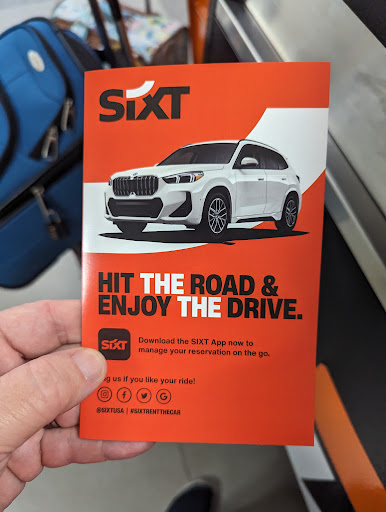 SIXT
HIT THE ROAD &
ENJOY THE DRIVE.
SIXT
Download the SIXT App now to
manage your reservation on the go.
us if you like your ride!
@SIXTUSA | #SIXTRENTTHECAR